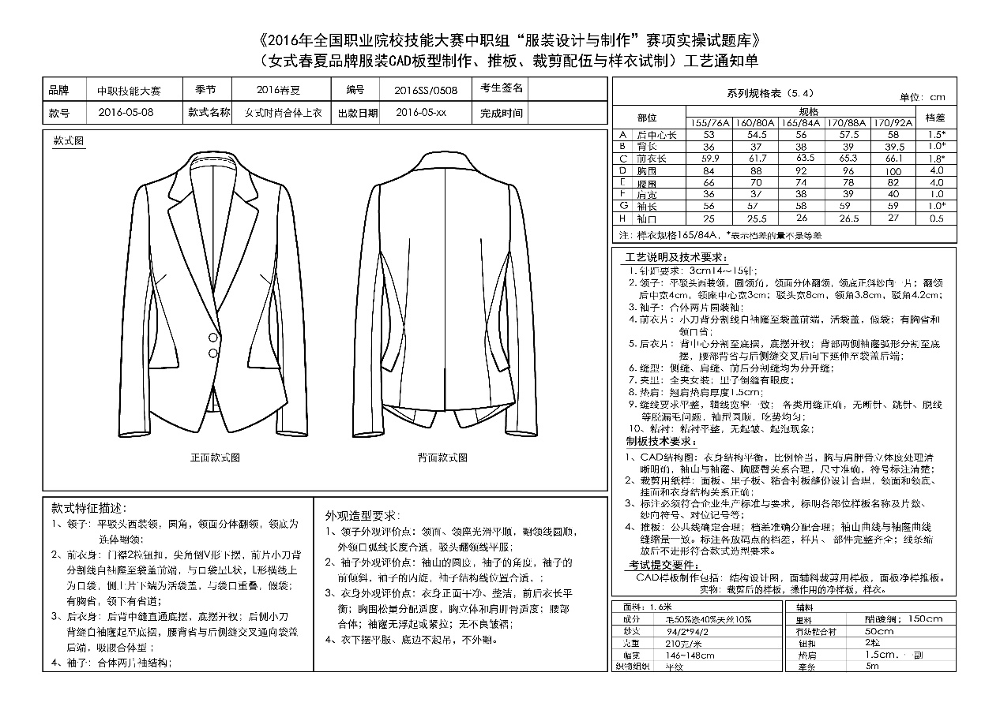 《2016年全国职业院校技能大赛中职组“服装设计与制作”赛项实操试题库》
（女式春夏品牌服装CAD板型制作、推板、裁剪配伍与样衣试制）工艺通知单
品牌 中职技能大赛 季节 2016春夏 编号 2016SS/0508 考生签名
款号 2016-05-08 款式名称 女式时尚合体上衣 出款日期 2016-05-xx 完成时间
款式图
正面款式图 背面款式图
系列规格表（5.4） 单位：cm
部位 规格 档差
155/76A 160/80A 165/84A 170/88A 170/92A
A 后中心长 53 54.5 56 57.5 58 1.5*
B 背长 36 37 38 39 39.5 1.0*
C 前衣长 59.9 61.7 63.5 65.3 66.1 1.8*
D 胸围 84 88 92 96 100 4.0
E 腰围 66 70 74 78 82 4.0
F 肩宽 36 37 38 39 40 1.0
G 袖长 56 57 58 59 59 1.0*
H 袖口 25 25.5 26 26.5 27 0.5
注：样衣规格165/84A，*表示档差的量不是等差
工艺说明及技术要求：
1. 针距要求：3cm14～15针；
2. 领子：平驳头西装领，圆领角，领面分体翻领，领底正斜纱向一片；翻领
后中宽4cm，领座中心宽3cm；驳头宽8cm，领角3.8cm，驳角4.2cm；
3. 袖子：合体两片圆装袖；
4. 前衣片：小刀背分割线自袖窿至袋盖前端，活袋盖，假袋；有胸省和
领口省；
5. 后衣片：背中心分割至底摆，底摆开衩；背部两侧袖窿弧形分割至底
摆，腰部背省与后侧缝交叉后向下延伸至袋盖后端；
6. 缝型：侧缝、肩缝、前后分割缝均为分开缝；
7. 夹里：全夹女装；里子倒缝有眼皮；
8. 垫肩：翘肩垫肩厚度1.5cm；
9. 缝线要求平整，辑线宽窄一致；各类用缝正确，无断针、跳针、脱线
等脱漏毛问题，袖型圆顺，吃势均匀；
10、粘衬：粘衬平整，无起皱、起泡现象；
制板技术要求：
1、CAD结构图：衣身结构平衡，比例恰当，胸与肩胛骨立体度处理清
晰明确，袖山与袖窿、胸腰臀关系合理，尺寸准确，符号标注清楚；
2、裁剪用纸样：面板、里子板、粘合衬板缝份设计合理，领面和领底、
挂面和衣身结构关系正确；
3、标注必须符合企业生产标准与要求，标明各部位样板名称及片数、
纱向符号、对位记号等；
4、推板：公共线确定合理；档差准确分配合理；袖山曲线与袖窿曲线
缝缩量一致。标注各放码点的档差，样片、部件完整齐全；线条缩
放后不走形符合款式造型要求。
考试提交要件：
CAD样板制作包括：结构设计图，面辅料裁剪用样板，面板净样推板。
实物：裁剪后的样板，操作用的净样板，样衣。
款式特征描述：
1、领子：平驳头西装领，圆角，领面分体翻领，领底为
连体翻领；
2、前衣身：门襟2粒钮扣，尖角倒V形下摆，前片小刀背
分割线自袖窿至袋盖前端，与口袋呈L状，L形横线上
为口袋，侧上片下端为活袋盖，与袋口重叠，假袋；
有胸省，领下有省道；
3、后衣身：后背中缝直通底摆，底摆开衩；后侧小刀
背缝自袖窿起至底摆，腰背省与后侧缝交叉通向袋盖
后端，吸腰合体型；
4、袖子：合体两片袖结构；
外观造型要求：
1、领子外观评价点：领面、领座光滑平顺，翻领线圆顺，
外领口弧线长度合适，驳头翻领线平服；
2、袖子外观评价点：袖山的圆度，袖子的角度，袖子的
前倾斜，袖子的内旋，袖子结构线位置合适，；
3、衣身外观评价点：衣身正面干净、整洁，前后衣长平
衡；胸围松量分配适度，胸立体和肩胛骨适度；腰部
合体；袖窿无浮起或紧拉；无不良皱褶；
4、衣下摆平服、底边不起吊，不外翻。
面料：1.6米
成分 毛50%涤40%天丝10%
纱支 94/2*94/2
克重 210克/米
幅宽 146~148cm
织物组织 平纹
辅料
里料 醋酸绸；150cm
有纺粘合衬 50cm
钮扣 2粒
垫肩 1.5cm，一副
牵条 5m